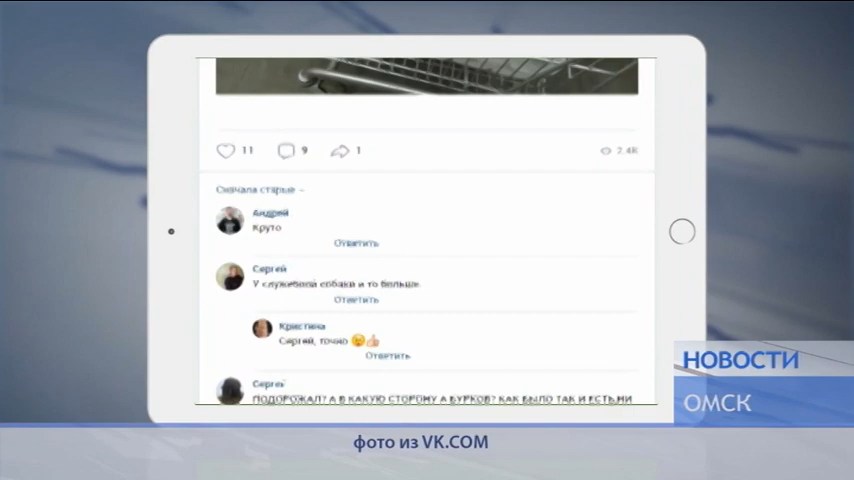 11 9 1 2.4K
Сначала старые
Андрей
Круто
Ответить
Сергей
У служебной собаки и то больше.
Ответить
Кристина
Сергей, точно
Ответить
Сергей
ПОДОРОЖАЛ? А В КАКУЮ СТОРОНУ А БУРКОВ? КАК БЫЛО ТАК И ЕСТЬ.НИ
НОВОСТИ
ОМСК
фото из VK.COM